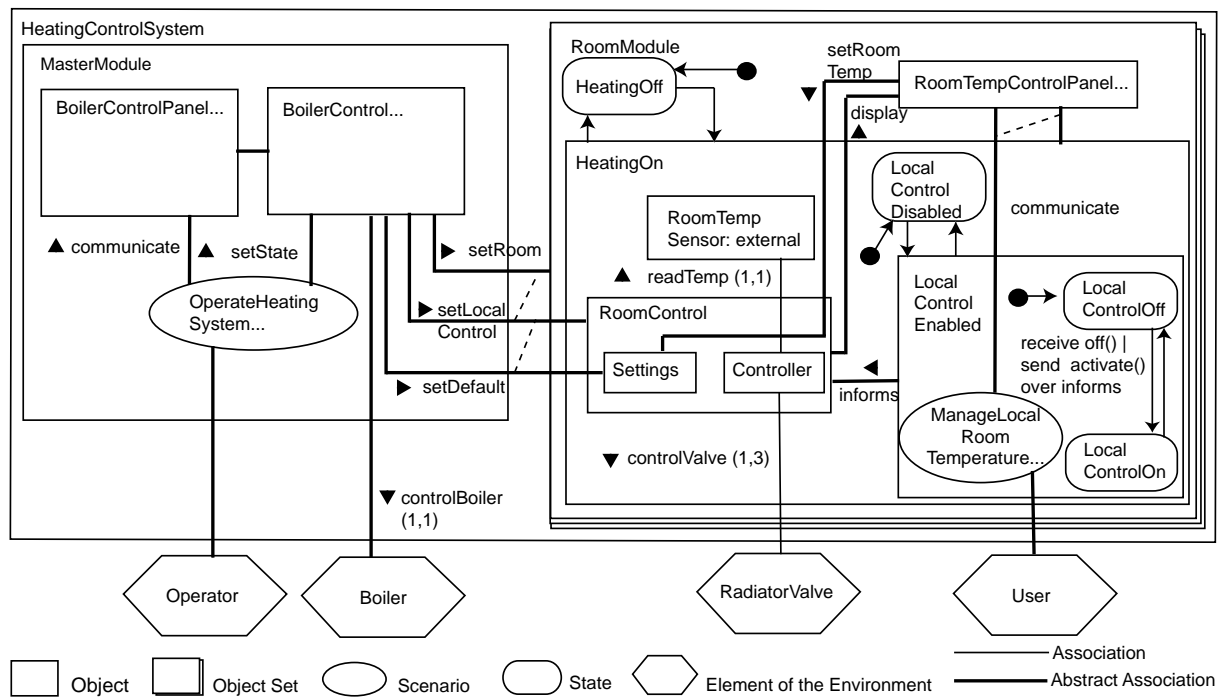 HeatingControlSystem
MasterModule
BoilerControlPanel...
BoilerControl...
communicate
setState
OperateHeating
System...
setRoom
setLocal
Control
setDefault
controlBoiler
(1,1)
RoomModule
HeatingOff
setRoom
Temp
RoomTempControlPanel...
display
HeatingOn
RoomTemp
Sensor: external
readTemp (1,1)
RoomControl
Settings
Controller
controlValve (1,3)
informs
Local
Control
Disabled
communicate
Local
Control
Enabled
Local
ControlOff
receive off() |
send activate()
over informs
ManageLocal
Room
Temperature...
Local
ControlOn
Operator
Boiler
RadiatorValve
User
Object
Object Set
Scenario
State
Element of the Environment
Association
Abstract Association